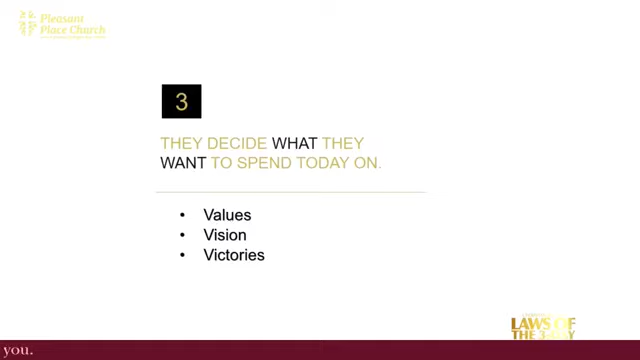 Pleasant
Place Church
3
THEY DECIDE WHAT THEY
WANT TO SPEND TODAY ON.
• Values
• Vision
• Victories
LAWS OF
THE 3-DAY
you.